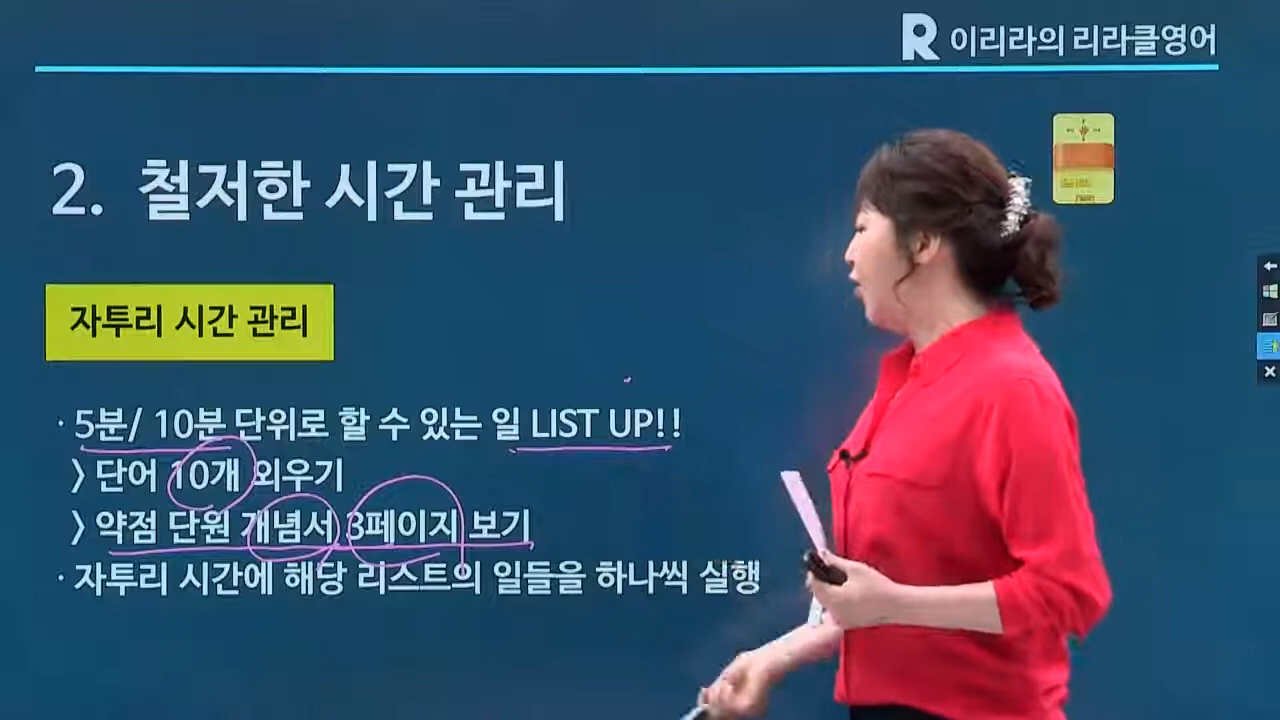 R 이리라의 리라클영어
2. 철저한 시간 관리
자투리 시간 관리
· 5분/ 10분 단위로 할 수 있는 일 LIST UP!!
〉단어 10개 외우기
〉약점 단원 개념서 3페이지 보기
· 자투리 시간에 해당 리스트의 일들을 하나씩 실행